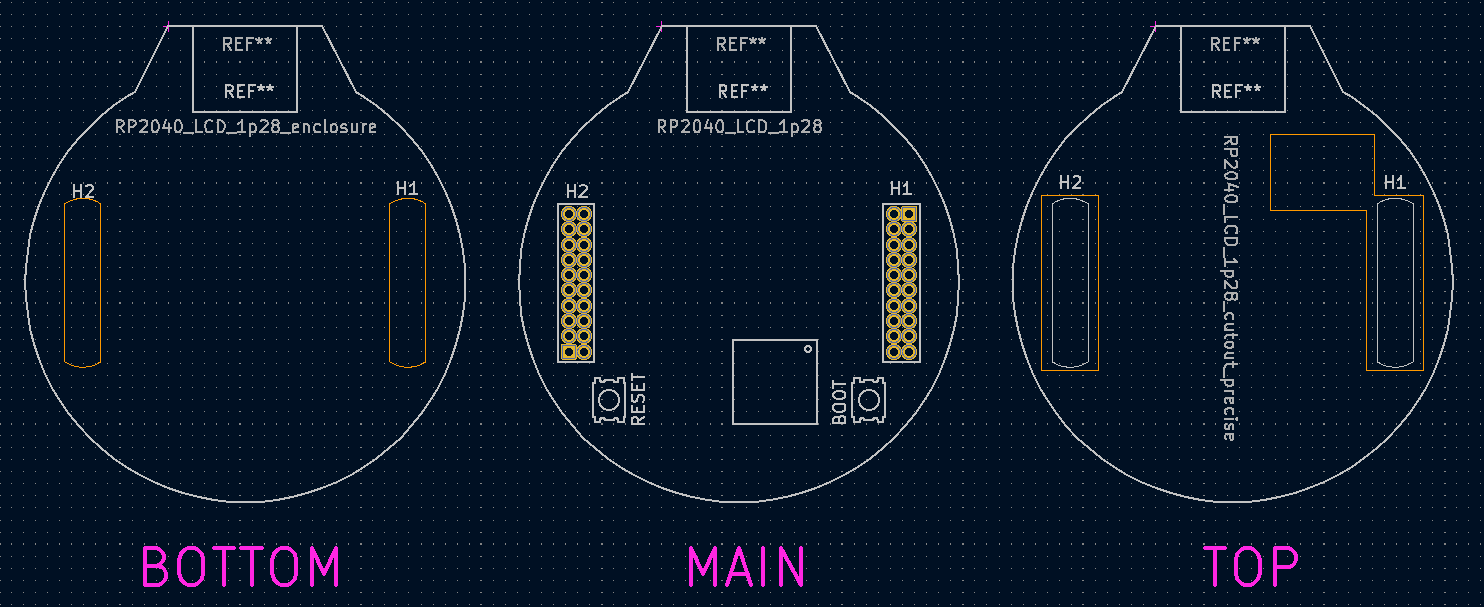 REF**
REF**
RP2040_LCD_1p28_enclosure
H2
H1
BOTTOM
REF**
REF**
RP2040_LCD_1p28
H2
H1
RESET
BOOT
MAIN
REF**
REF**
RP2040_LCD_1p28_cutout_precise
H2
H1
TOP